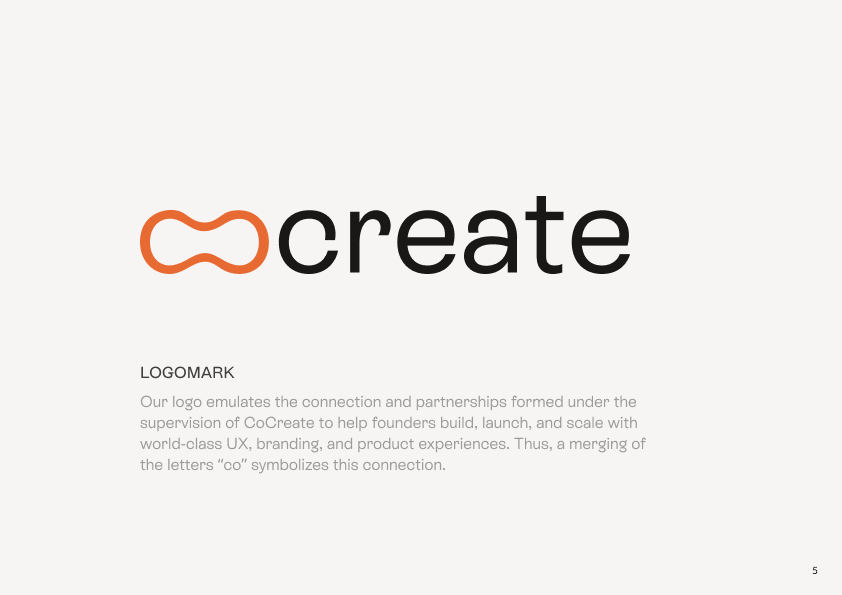 cocreate
LOGOMARK
Our logo emulates the connection and partnerships formed under the
supervision of CoCreate to help founders build, launch, and scale with
world-class UX, branding, and product experiences. Thus, a merging of
the letters “co” symbolizes this connection.
5